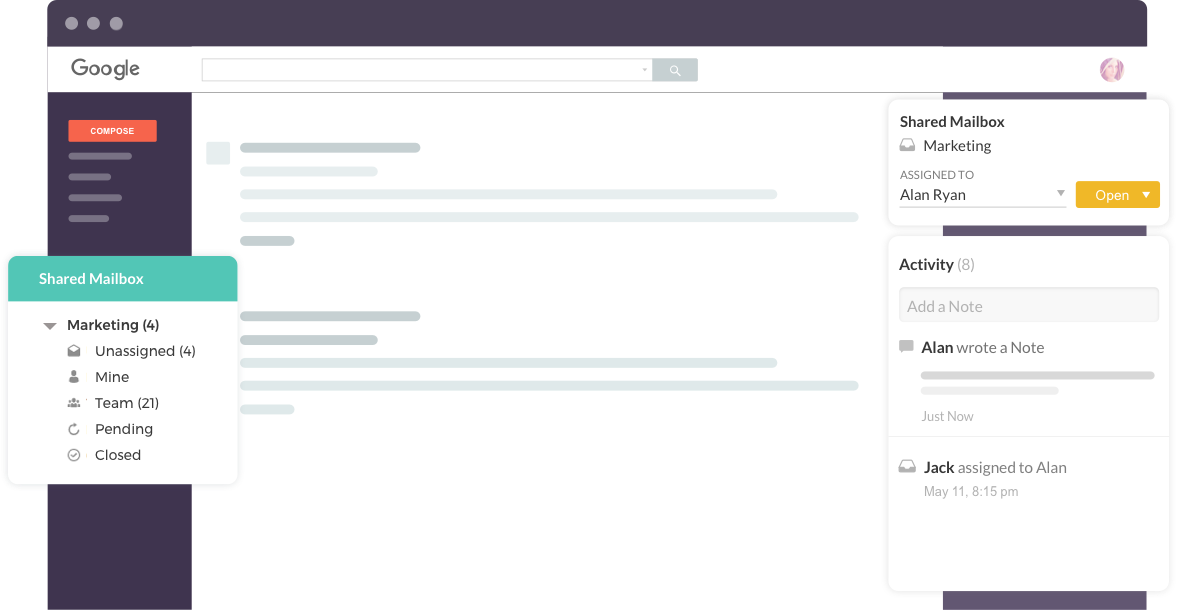 Google
COMPOSE
Shared Mailbox
Marketing (4)
Unassigned (4)
Mine
Team (21)
Pending
Closed
Shared Mailbox
Marketing
ASSIGNED TO
Alan Ryan
Open
Activity (8)
Add a Note
Alan wrote a Note
Just Now
Jack assigned to Alan
May 11, 8:15 pm